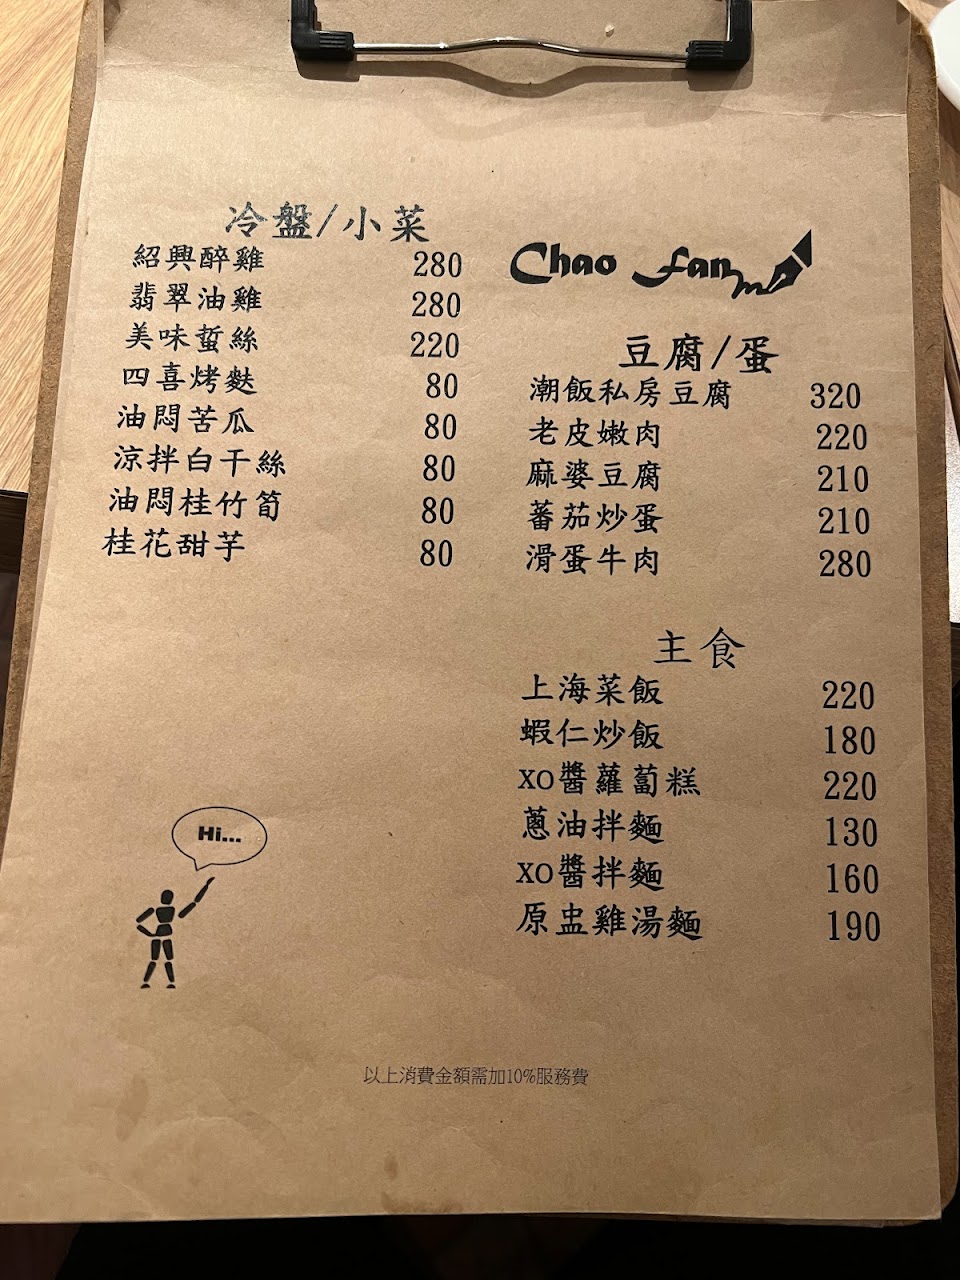 冷盤/小菜
紹興醉雞 280
翡翠油雞 280
美味蜇絲 220
四喜烤麩 80
油悶苦瓜 80
涼拌白干絲 80
油悶桂竹筍 80
桂花甜芋 80
Chao fan
豆腐/蛋
潮飯私房豆腐 320
老皮嫩肉 220
麻婆豆腐 210
蕃茄炒蛋 210
滑蛋牛肉 280
主食
上海菜飯 220
蝦仁炒飯 180
XO醬蘿蔔糕 220
蔥油拌麵 130
XO醬拌麵 160
原盅雞湯麵 190
Hi...
以上消費金額需加10%服務費